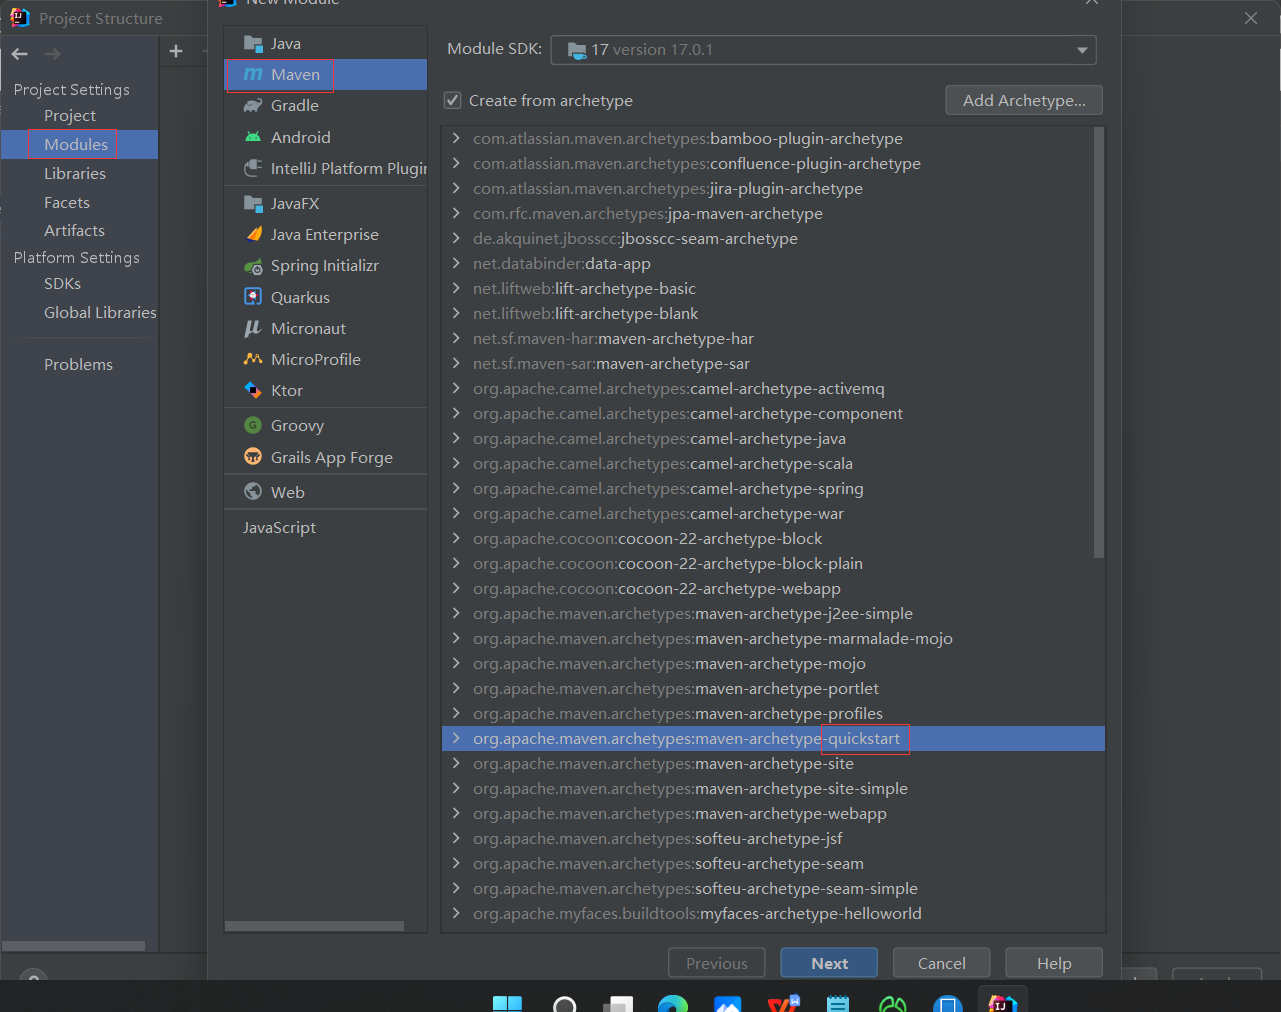 Project Structure
New Module
Project Settings
Project
Modules
Libraries
Facets
Artifacts
Platform Settings
SDKs
Global Libraries
Problems
Java
Maven
Gradle
Android
IntelliJ Platform Plugin
JavaFX
Java Enterprise
Spring Initializr
Quarkus
Micronaut
MicroProfile
Ktor
Groovy
Grails App Forge
Web
JavaScript
Module SDK: 17 version 17.0.1
Create from archetype Add Archetype...
com.atlassian.maven.archetypes:bamboo-plugin-archetype
com.atlassian.maven.archetypes:confluence-plugin-archetype
com.atlassian.maven.archetypes:jira-plugin-archetype
com.rfc.maven.archetypes:jpa-maven-archetype
de.akquinet.jbosscc:jbosscc-seam-archetype
net.databinder:data-app
net.liftweb:lift-archetype-basic
net.liftweb:lift-archetype-blank
net.sf.maven-har:maven-archetype-har
net.sf.maven-sar:maven-archetype-sar
org.apache.camel.archetypes:camel-archetype-activemq
org.apache.camel.archetypes:camel-archetype-component
org.apache.camel.archetypes:camel-archetype-java
org.apache.camel.archetypes:camel-archetype-scala
org.apache.camel.archetypes:camel-archetype-spring
org.apache.camel.archetypes:camel-archetype-war
org.apache.cocoon:cocoon-22-archetype-block
org.apache.cocoon:cocoon-22-archetype-block-plain
org.apache.cocoon:cocoon-22-archetype-webapp
org.apache.maven.archetypes:maven-archetype-j2ee-simple
org.apache.maven.archetypes:maven-archetype-marmalade-mojo
org.apache.maven.archetypes:maven-archetype-mojo
org.apache.maven.archetypes:maven-archetype-portlet
org.apache.maven.archetypes:maven-archetype-profiles
org.apache.maven.archetypes:maven-archetype-quickstart
org.apache.maven.archetypes:maven-archetype-site
org.apache.maven.archetypes:maven-archetype-site-simple
org.apache.maven.archetypes:maven-archetype-webapp
org.apache.maven.archetypes:softeu-archetype-jsf
org.apache.maven.archetypes:softeu-archetype-seam
org.apache.maven.archetypes:softeu-archetype-seam-simple
org.apache.myfaces.buildtools:myfaces-archetype-helloworld
Previous Next Cancel Help